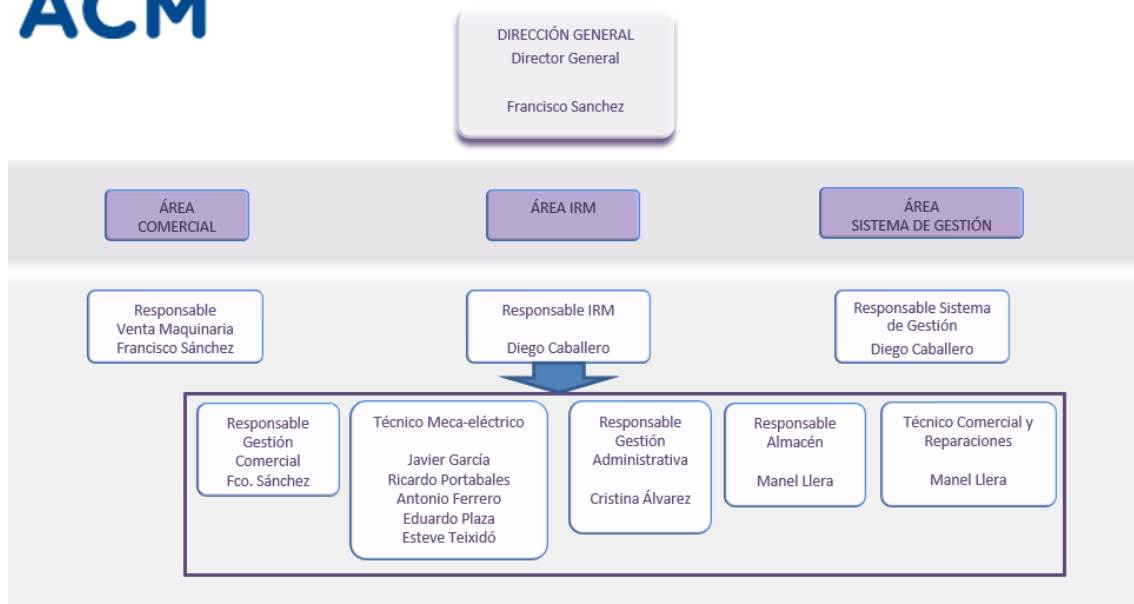 ACM
DIRECCIÓN GENERAL
Director General
Francisco Sanchez
ÁREA
COMERCIAL
ÁREA IRM
ÁREA
SISTEMA DE GESTIÓN
Responsable
Venta Maquinaria
Francisco Sánchez
Responsable IRM
Diego Caballero
Responsable Sistema
de Gestión
Diego Caballero
Responsable
Gestión
Comercial
Fco. Sánchez
Técnico Meca-eléctrico
Javier García
Ricardo Portabales
Antonio Ferrero
Eduardo Plaza
Esteve Teixidó
Responsable
Gestión
Administrativa
Cristina Álvarez
Responsable
Almacén
Manel Llera
Técnico Comercial y
Reparaciones
Manel Llera